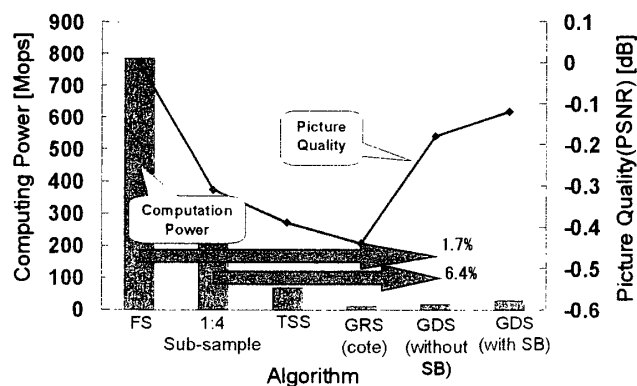 900
800
700
600
500
400
300
200
100
0
Computing Power [Mops]
0.1
0
-0.1
-0.2
-0.3
-0.4
-0.5
-0.6
Picture Quality(PSNR) [dB]
Picture
Quality
Computation
Power
1.7%
6.4%
FS
1:4
Sub-sample
TSS
GRS
(cote)
GDS
(without
SB)
GDS
(with SB)
Algorithm